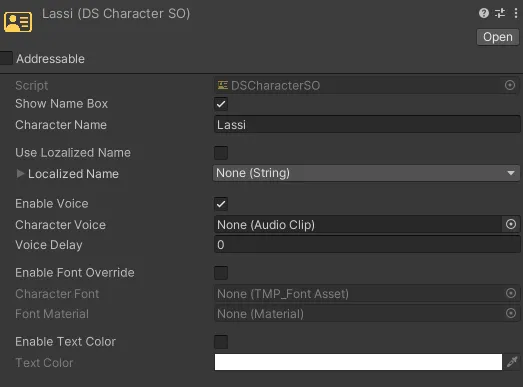 Lassi (DS Character SO)
Open
Addressable
Script DSCharacterSO
Show Name Box
Character Name Lassi
Use Lozalized Name
Localized Name None (String)
Enable Voice
Character Voice None (Audio Clip)
Voice Delay 0
Enable Font Override
Character Font None (TMP_Font Asset)
Font Material None (Material)
Enable Text Color
Text Color